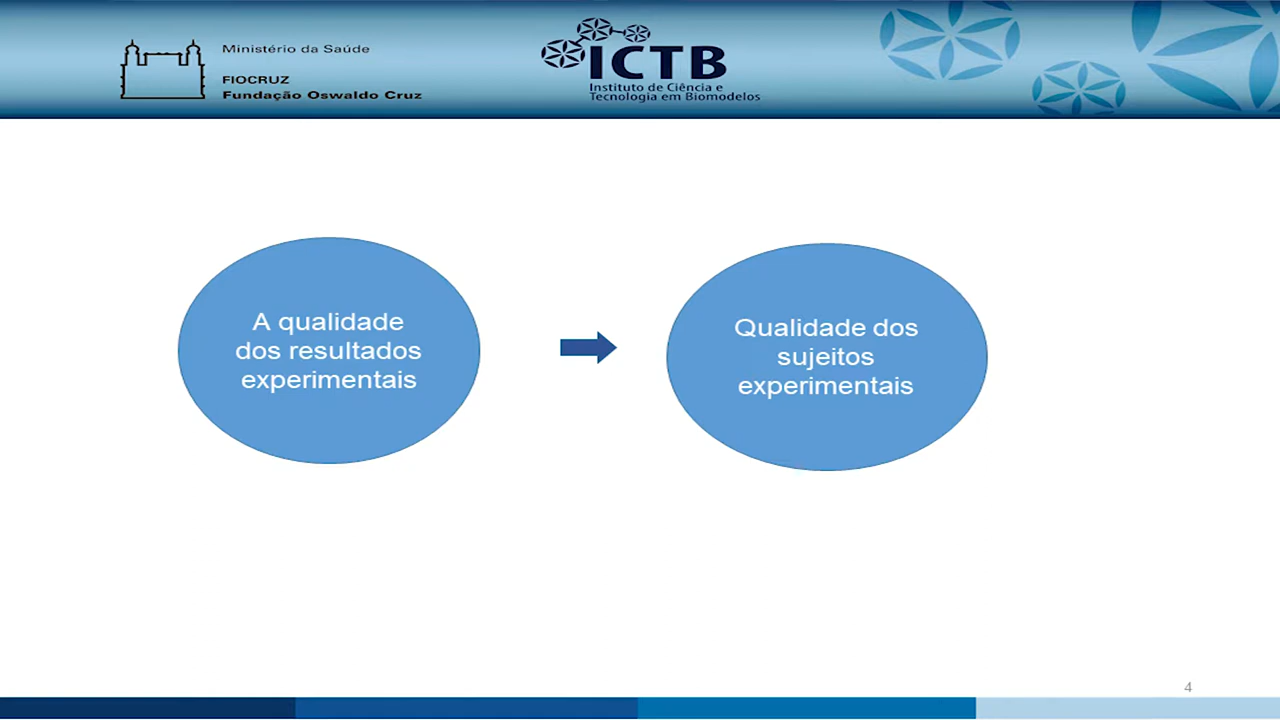 Ministério da Saúde
FIOCRUZ
Fundação Oswaldo Cruz
ICTB
Instituto de Ciência e
Tecnologia em Biomodelos
A qualidade
dos resultados
experimentais
Qualidade dos
sujeitos
experimentais
4